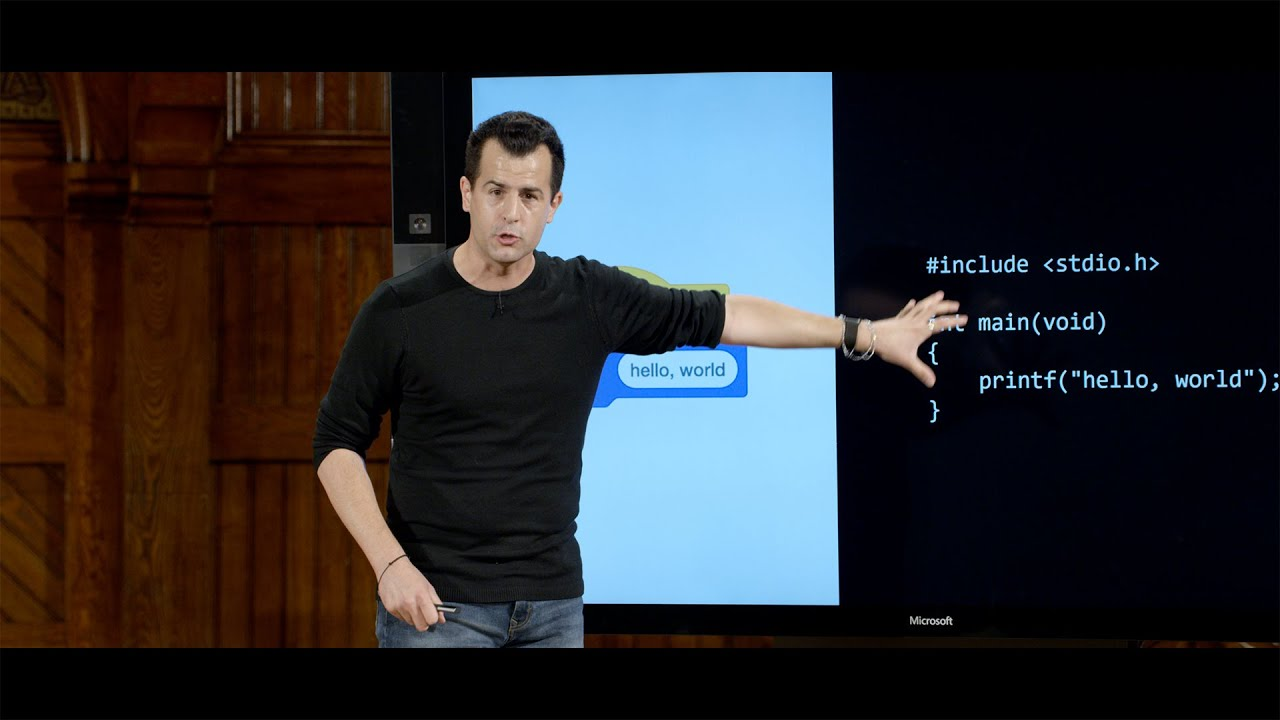 hello, world
#include <stdio.h>
main(void)
{
printf("hello, world");
}
Microsoft